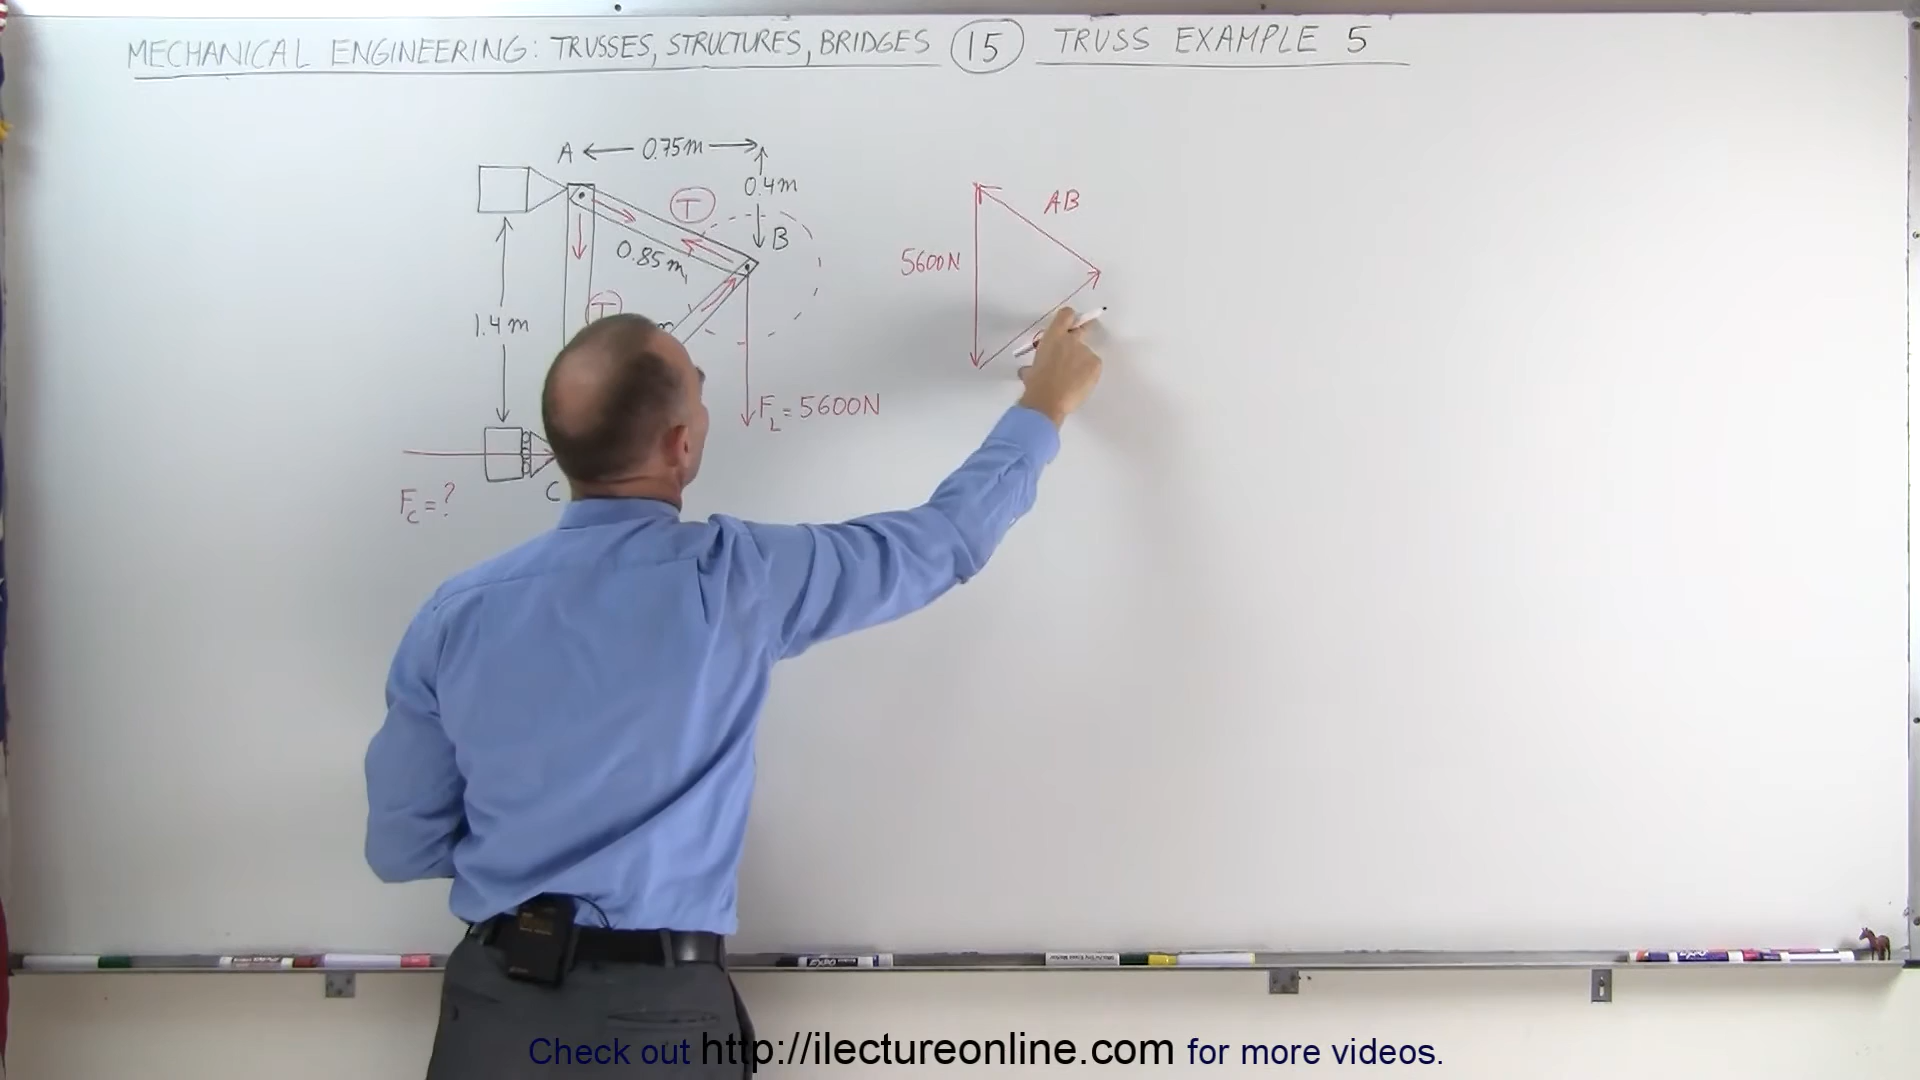 MECHANICAL ENGINEERING: TRUSSES, STRUCTURES, BRIDGES 15 TRUSS EXAMPLE 5
A 0.75m
0.4m
T
B
AB
0.85m
5600N
T
1.4m
m
F_L = 5600N
F_C = ?
C
EXPO
Check out http://ilectureonline.com for more videos.